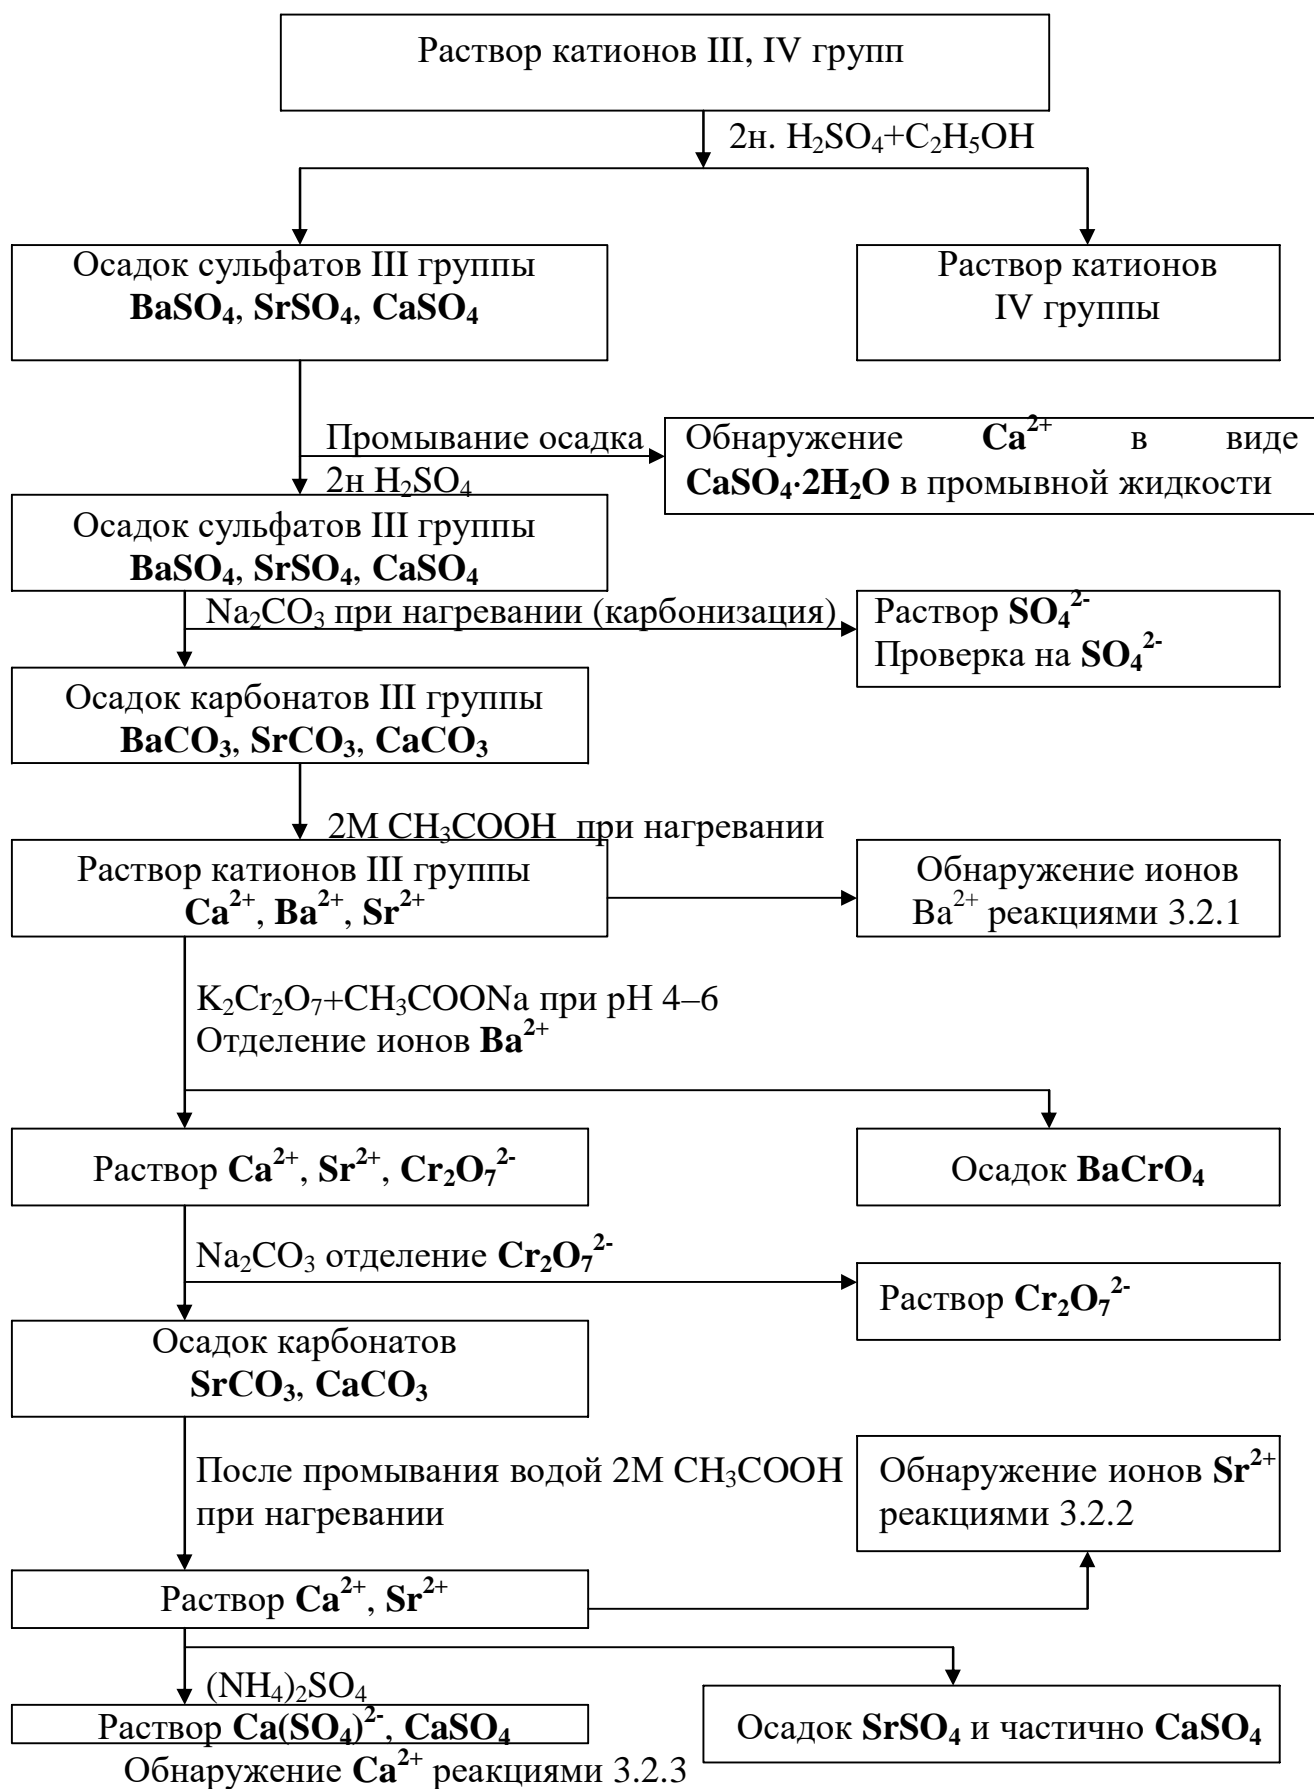 Раствор катионов III, IV групп
2н. H₂SO₄+C₂H₅OH
Осадок сульфатов III группы
BaSO₄, SrSO₄, CaSO₄
Раствор катионов
IV группы
Промывание осадка
2н H₂SO₄
Обнаружение Ca²⁺ в виде
CaSO₄·2H₂O в промывной жидкости
Осадок сульфатов III группы
BaSO₄, SrSO₄, CaSO₄
Na₂CO₃ при нагревании (карбонизация)
Раствор SO₄²⁻
Проверка на SO₄²⁻
Осадок карбонатов III группы
BaCO₃, SrCO₃, CaCO₃
2М CH₃COOH при нагревании
Раствор катионов III группы
Ca²⁺, Ba²⁺, Sr²⁺
Обнаружение ионов
Ba²⁺ реакциями 3.2.1
K₂Cr₂O₇+CH₃COONa при pH 4–6
Отделение ионов Ba²⁺
Раствор Ca²⁺, Sr²⁺, Cr₂O₇²⁻
Осадок BaCrO₄
Na₂CO₃ отделение Cr₂O₇²⁻
Раствор Cr₂O₇²⁻
Осадок карбонатов
SrCO₃, CaCO₃
После промывания водой 2М CH₃COOH
при нагревании
Обнаружение ионов Sr²⁺
реакциями 3.2.2
Раствор Ca²⁺, Sr²⁺
(NH₄)₂SO₄
Раствор Ca(SO₄)²⁻, CaSO₄
Осадок SrSO₄ и частично CaSO₄
Обнаружение Ca²⁺ реакциями 3.2.3